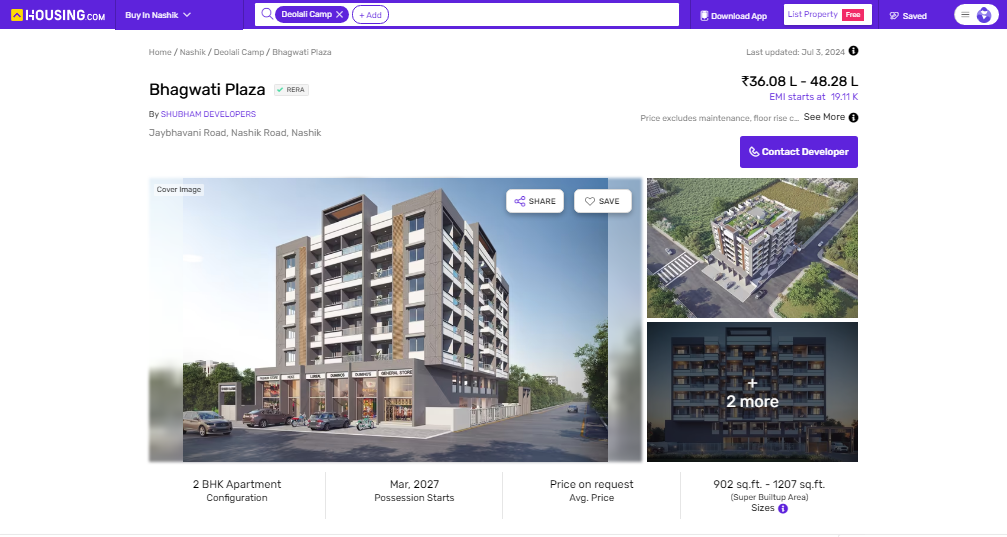 HOUSING.COM
Buy In Nashik
Deolali Camp
+ Add
Download App
List Property Free
Saved
Home / Nashik / Deolali Camp / Bhagwati Plaza
Last updated: Jul 3, 2024
Bhagwati Plaza
RERA
₹36.08 L - 48.28 L
EMI starts at 19.11 K
By SHUBHAM DEVELOPERS
Price excludes maintenance, floor rise c... See More
Jaybhavani Road, Nashik Road, Nashik
Contact Developer
Cover Image
SHARE
SAVE
GENERAL STORE
+
2 more
2 BHK Apartment
Configuration
Mar, 2027
Possession Starts
Price on request
Avg. Price
902 sq.ft. - 1207 sq.ft.
(Super Builtup Area)
Sizes